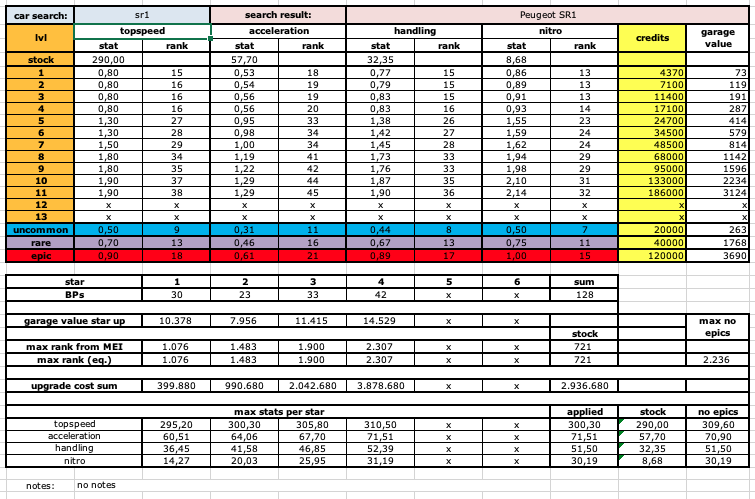 car search: sr1 search result: Peugeot SR1
lvl topspeed acceleration handling nitro credits garage value
stat rank stat rank stat rank stat rank
stock 290,00 57,70 32,35 8,68
1 0,80 15 0,53 18 0,77 15 0,86 13 4370 73
2 0,80 16 0,54 19 0,79 15 0,89 13 7100 119
3 0,80 16 0,56 19 0,83 15 0,91 13 11400 191
4 0,80 16 0,56 20 0,83 16 0,93 14 17100 287
5 1,30 27 0,95 33 1,38 26 1,55 23 24700 414
6 1,30 28 0,98 34 1,42 27 1,59 24 34500 579
7 1,50 29 1,00 34 1,45 28 1,62 24 48500 814
8 1,80 34 1,19 41 1,73 33 1,94 29 68000 1142
9 1,80 35 1,22 42 1,76 33 1,98 29 95000 1596
10 1,90 37 1,29 44 1,87 35 2,10 31 133000 2234
11 1,90 38 1,29 45 1,90 36 2,14 32 186000 3124
12 x x x x x x x x x x
13 x x x x x x x x x x
uncommon 0,50 9 0,31 11 0,44 8 0,50 7 20000 263
rare 0,70 13 0,46 16 0,67 13 0,75 11 40000 1768
epic 0,90 18 0,61 21 0,89 17 1,00 15 120000 3690
star 1 2 3 4 5 6 sum
BPs 30 23 33 42 x x 128
garage value star up 10.378 7.956 11.415 14.529 x x max no epics
stock
max rank from MEI 1.076 1.483 1.900 2.307 x x 721
max rank (eq.) 1.076 1.483 1.900 2.307 x x 721 2.236
upgrade cost sum 399.880 990.680 2.042.680 3.878.680 x x 2.936.680
max stats per star applied stock no epics
topspeed 295,20 300,30 305,80 310,50 x x 300,30 290,00 309,60
acceleration 60,51 64,06 67,70 71,51 x x 71,51 57,70 70,90
handling 36,45 41,58 46,85 52,39 x x 51,50 32,35 51,50
nitro 14,27 20,03 25,95 31,19 x x 30,19 8,68 30,19
notes: no notes